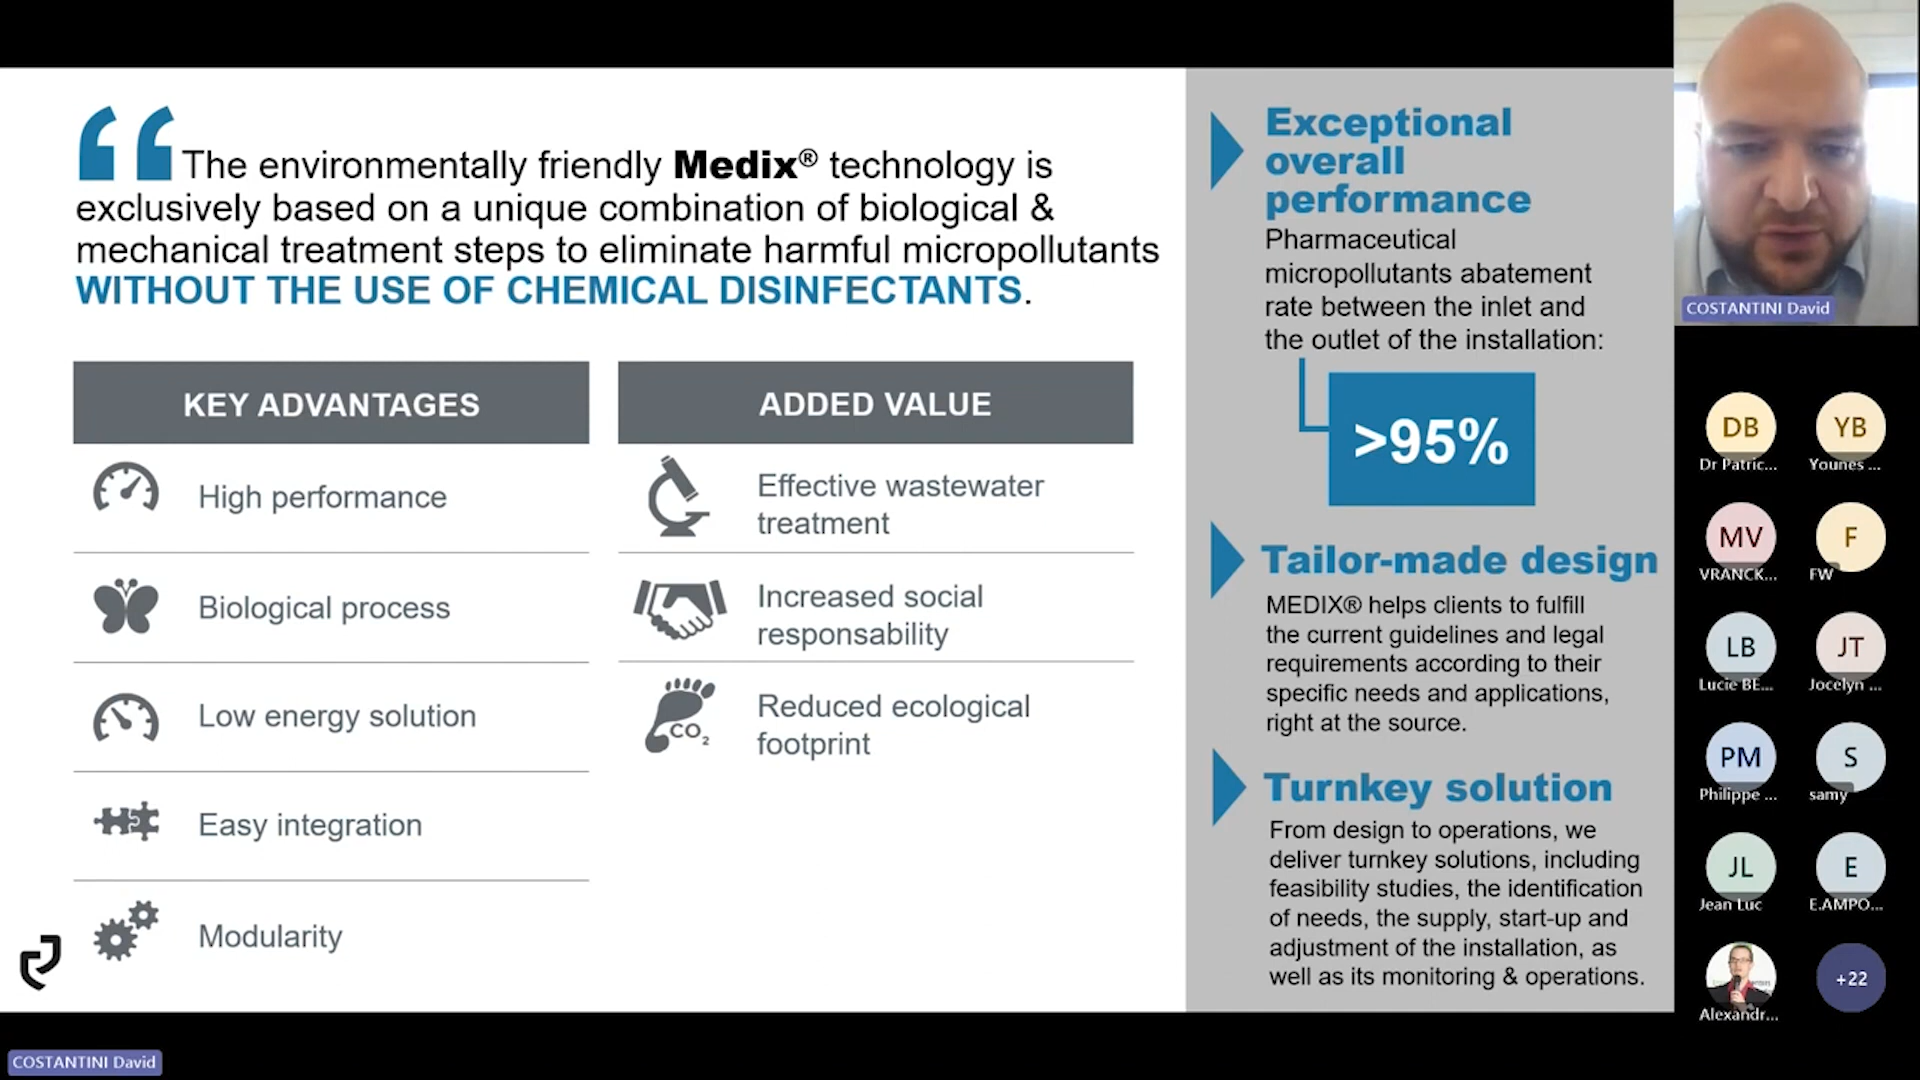 The environmentally friendly Medix® technology is
exclusively based on a unique combination of biological &
mechanical treatment steps to eliminate harmful micropollutants
WITHOUT THE USE OF CHEMICAL DISINFECTANTS.
KEY ADVANTAGES
High performance
Biological process
Low energy solution
Easy integration
Modularity
ADDED VALUE
Effective wastewater
treatment
Increased social
responsability
CO₂
Reduced ecological
footprint
Exceptional
overall
performance
Pharmaceutical
micropollutants abatement
rate between the inlet and
the outlet of the installation:
>95%
Tailor-made design
MEDIX® helps clients to fulfill
the current guidelines and legal
requirements according to their
specific needs and applications,
right at the source.
Turnkey solution
From design to operations, we
deliver turnkey solutions, including
feasibility studies, the identification
of needs, the supply, start-up and
adjustment of the installation, as
well as its monitoring & operations.
COSTANTINI David
DB
Dr Patric...
YB
Younes ...
MV
VRANCK...
F
FW
LB
Lucie BE...
JT
Jocelyn ...
PM
Philippe ...
S
samy
JL
Jean Luc
E
E.AMPO...
Alexandr...
+22
COSTANTINI David